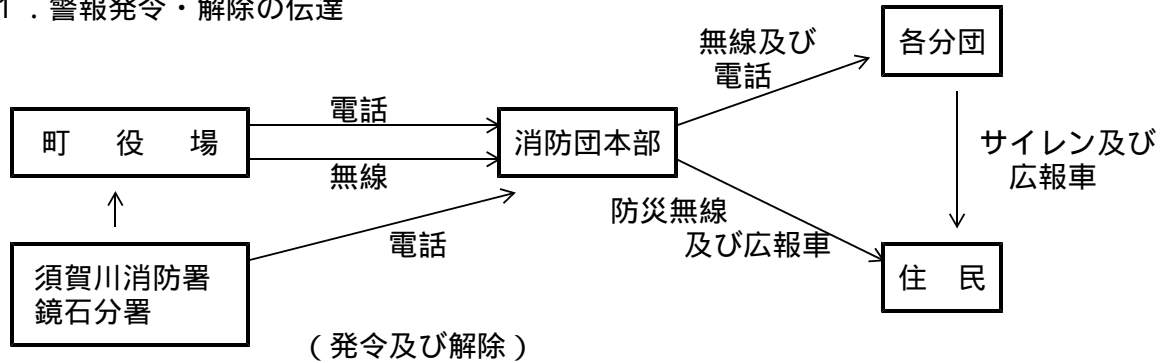 1．警報発令・解除の伝達
無線及び
電話
各分団
電話
町役場
消防団本部
サイレン及び
広報車
無線
防災無線
及び広報車
電話
須賀川消防署
鏡石分署
住民
（発令及び解除）